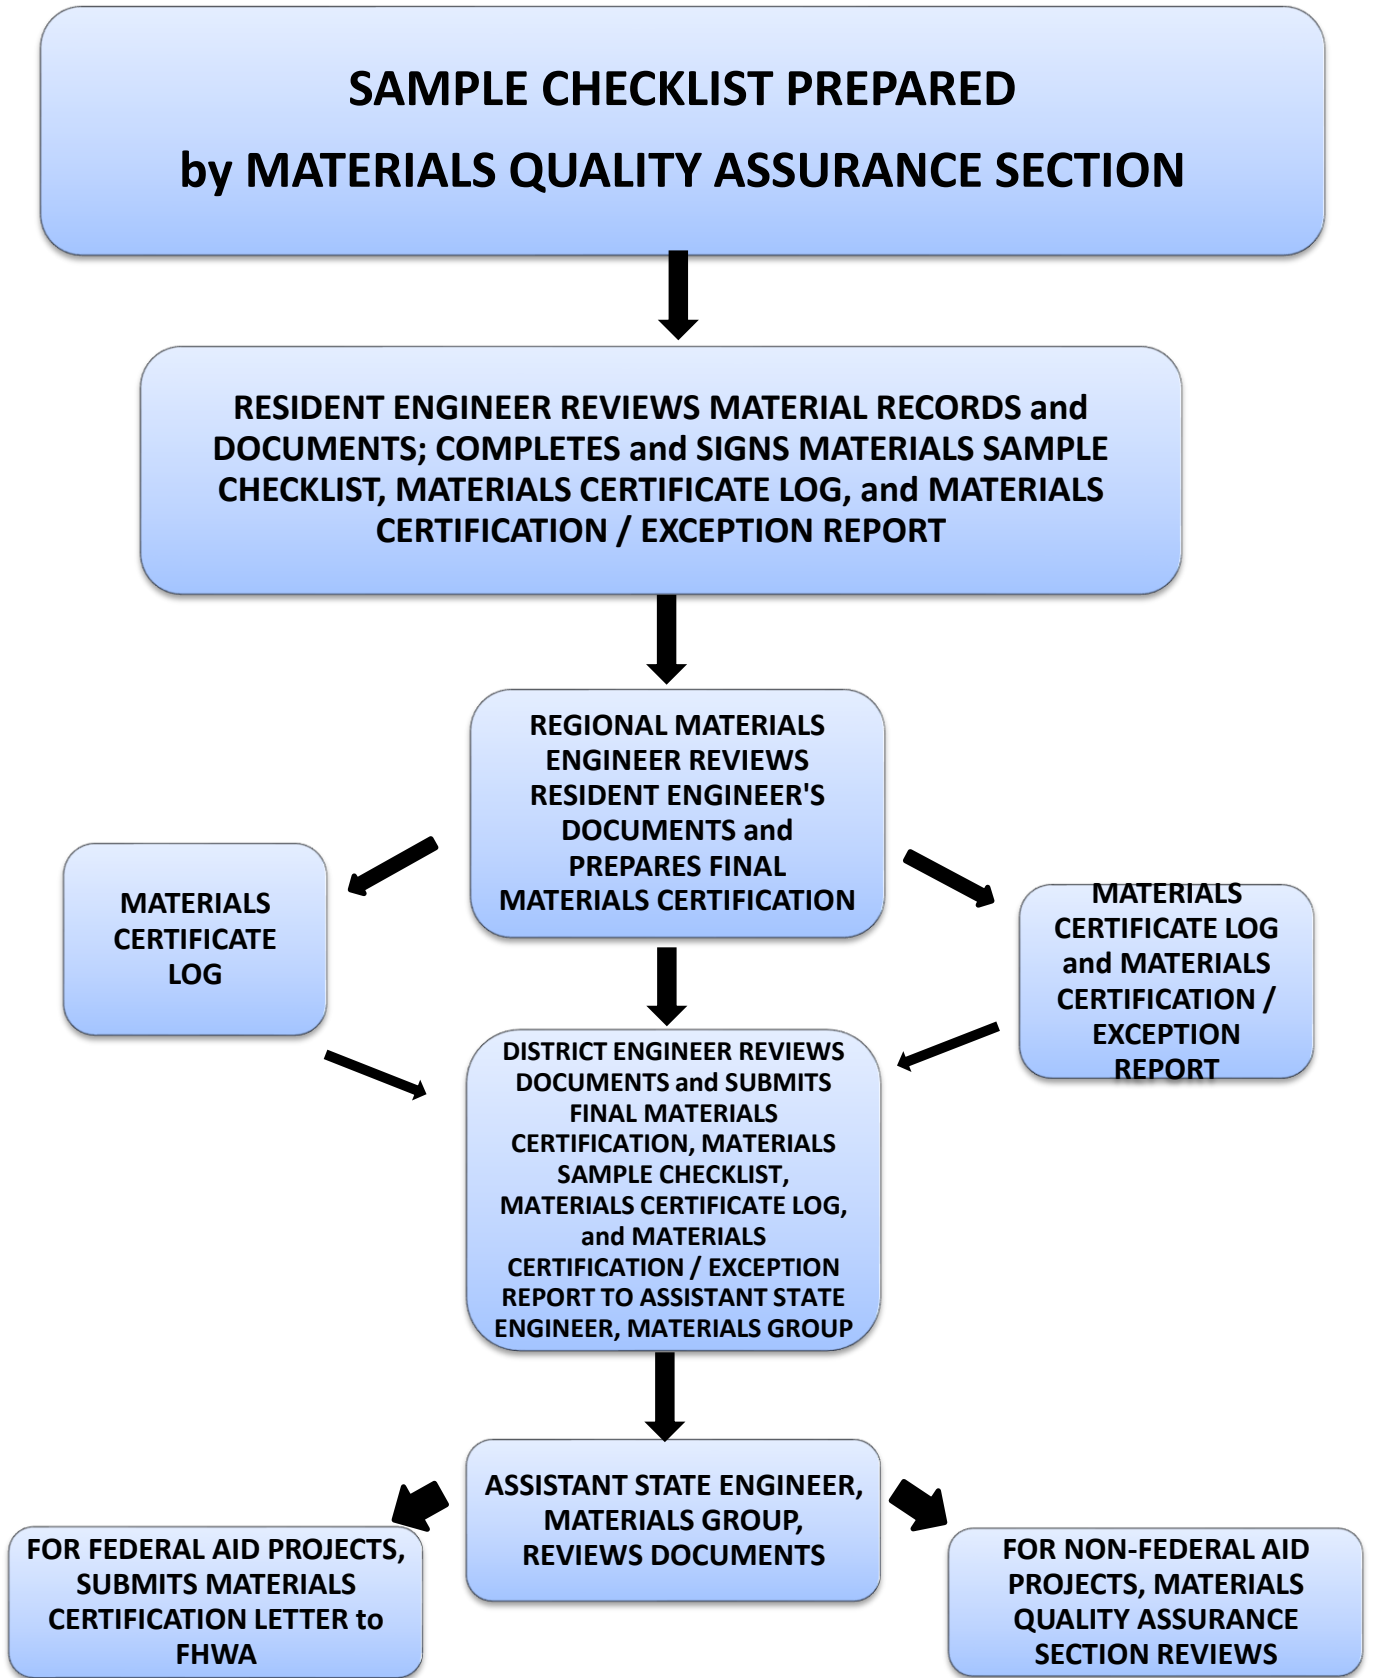 SAMPLE CHECKLIST PREPARED
by MATERIALS QUALITY ASSURANCE SECTION
RESIDENT ENGINEER REVIEWS MATERIAL RECORDS and
DOCUMENTS; COMPLETES and SIGNS MATERIALS SAMPLE
CHECKLIST, MATERIALS CERTIFICATE LOG, and MATERIALS
CERTIFICATION / EXCEPTION REPORT
REGIONAL MATERIALS
ENGINEER REVIEWS
RESIDENT ENGINEER'S
DOCUMENTS and
PREPARES FINAL
MATERIALS CERTIFICATION
MATERIALS
CERTIFICATE
LOG
MATERIALS
CERTIFICATE LOG
and MATERIALS
CERTIFICATION /
EXCEPTION
REPORT
DISTRICT ENGINEER REVIEWS
DOCUMENTS and SUBMITS
FINAL MATERIALS
CERTIFICATION, MATERIALS
SAMPLE CHECKLIST,
MATERIALS CERTIFICATE LOG,
and MATERIALS
CERTIFICATION / EXCEPTION
REPORT TO ASSISTANT STATE
ENGINEER, MATERIALS GROUP
ASSISTANT STATE ENGINEER,
MATERIALS GROUP,
REVIEWS DOCUMENTS
FOR FEDERAL AID PROJECTS,
SUBMITS MATERIALS
CERTIFICATION LETTER to
FHWA
FOR NON-FEDERAL AID
PROJECTS, MATERIALS
QUALITY ASSURANCE
SECTION REVIEWS